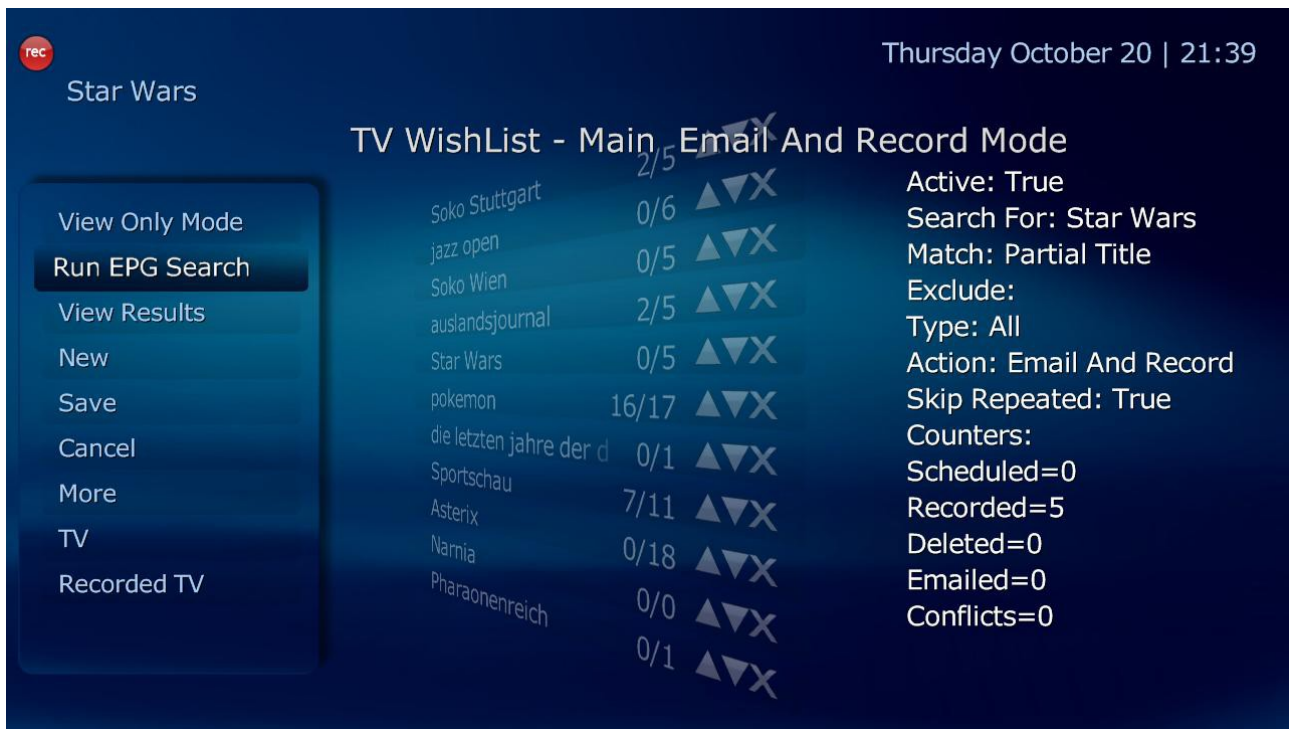 rec
Thursday October 20 | 21:39
Star Wars
TV WishList - Main Email And Record Mode
View Only Mode
Run EPG Search
View Results
New
Save
Cancel
More
TV
Recorded TV
2/5
Soko Stuttgart 0/6
jazz open 0/5
Soko Wien 2/5
auslandsjournal 0/5
Star Wars 16/17
pokemon 0/1
die letzten jahre der d 7/11
Sportschau 0/18
Asterix 0/0
Narnia 0/1
Pharaonenreich
Active: True
Search For: Star Wars
Match: Partial Title
Exclude:
Type: All
Action: Email And Record
Skip Repeated: True
Counters:
Scheduled=0
Recorded=5
Deleted=0
Emailed=0
Conflicts=0